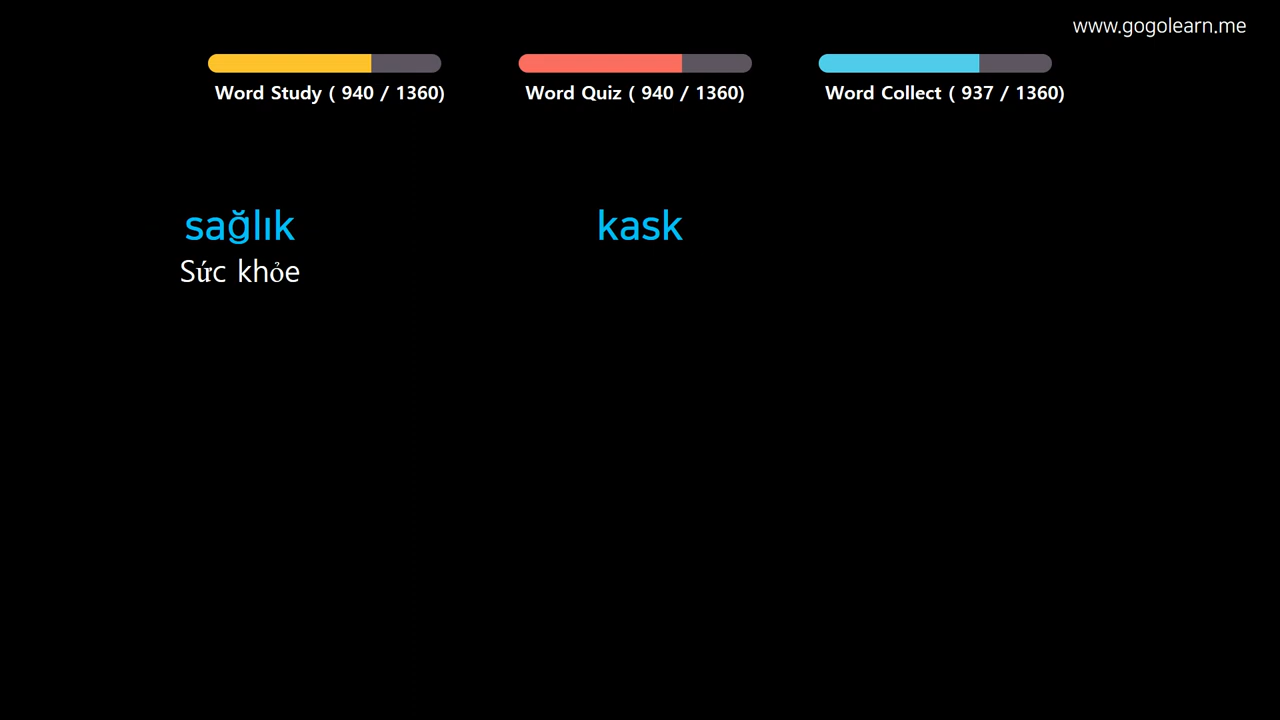 www.gogolearn.me
Word Study ( 940 / 1360)
Word Quiz ( 940 / 1360)
Word Collect ( 937 / 1360)
sağlık
kask
Sức khỏe